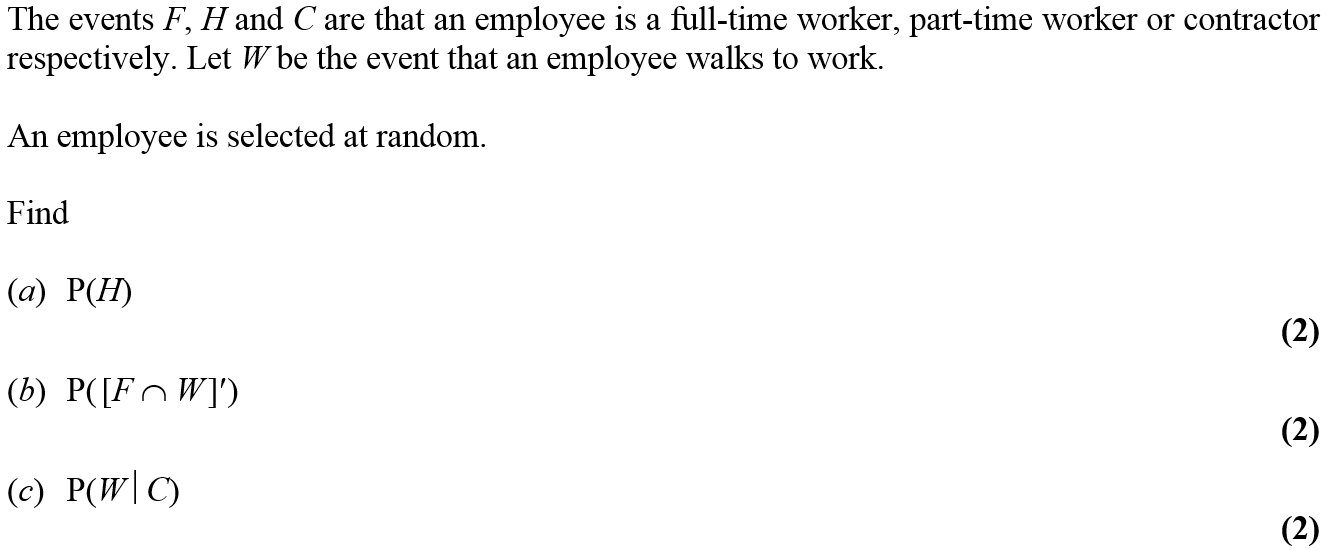 The events F, H and C are that an employee is a full-time worker, part-time worker or contractor
respectively. Let W be the event that an employee walks to work.
An employee is selected at random.
Find
(a) P(H)
(2)
(b) P([F ∩ W]′)
(2)
(c) P(W| C)
(2)